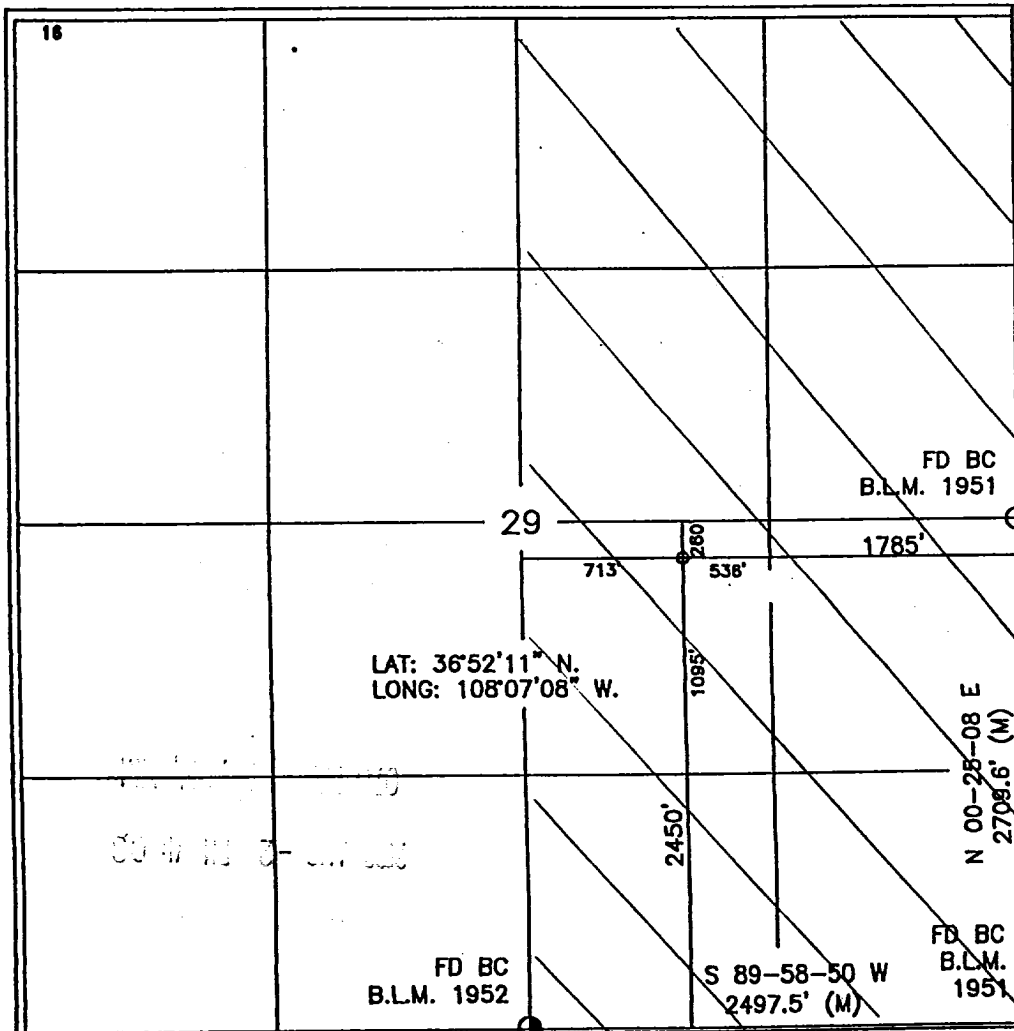 16
FD BC
B.L.M. 1951
29
260'
1785'
713'
536'
LAT: 36°52'11" N.
LONG: 108°07'08" W.
1095'
N 00-25-08 E
2709.6' (M)
2450'
FD BC
B.L.M. 1952
S 89-58-50 W
2497.5' (M)
FD BC
B.L.M.
1951